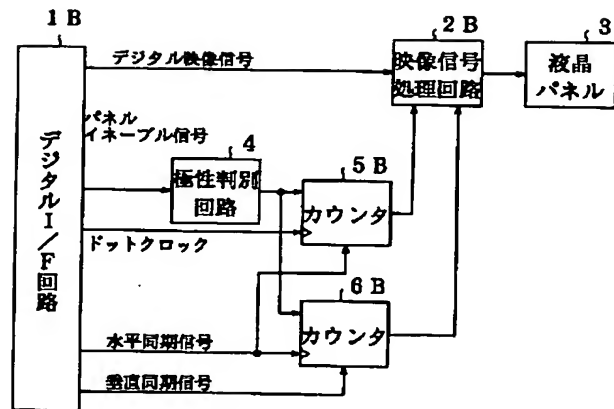 1B
デジタルI/F回路
デジタル映像信号
2B
映像信号
処理回路
3
液晶
パネル
パネル
イネーブル信号
4
極性判別
回路
5B
カウンタ
ドットクロック
6B
カウンタ
水平同期信号
垂直同期信号